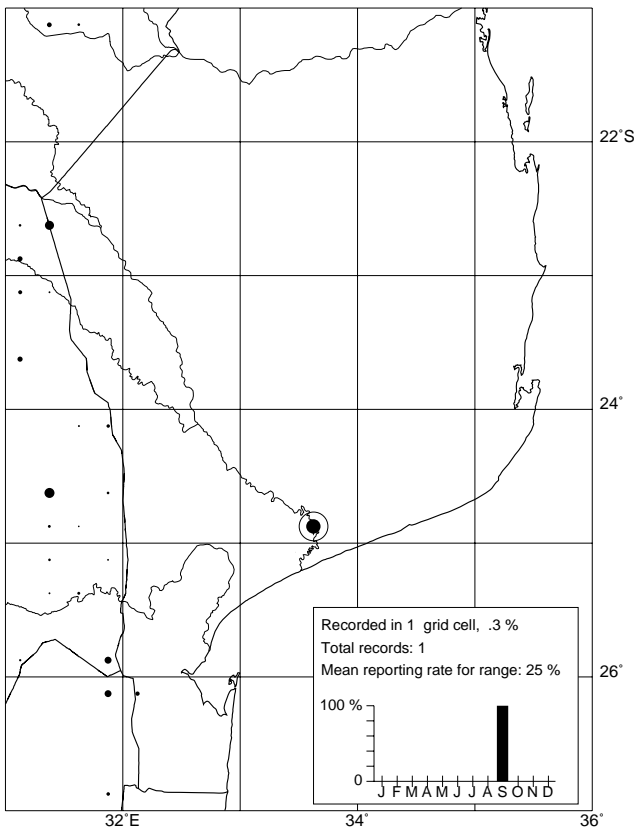 22˚S
24˚
Recorded in 1 grid cell, .3 %
Total records: 1
Mean reporting rate for range: 25 %
26˚
100 %
0
J F M A M J J A S O N D
32˚E 34˚ 36˚